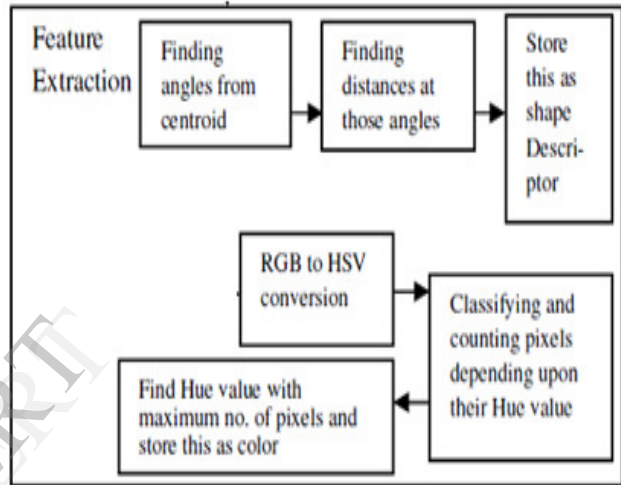 Feature
Extraction
Finding
angles from
centroid
Finding
distances at
those angles
Store
this as
shape
Descri-
ptor
RGB to HSV
conversion
Classifying and
counting pixels
depending upon
their Hue value
Find Hue value with
maximum no. of pixels and
store this as color